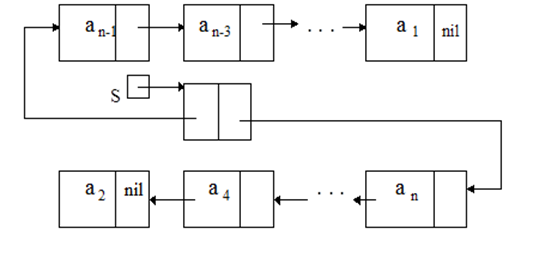 a n-1 a n-3 . . . a 1 nil
S
a 2 nil a 4 . . . a n